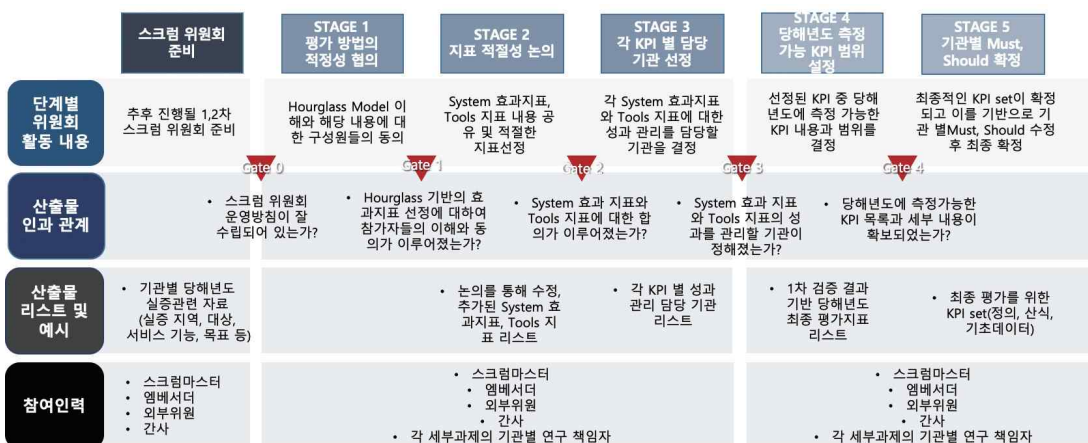 스크럼 위원회
준비
STAGE 1
평가 방법의
적정성 협의
STAGE 2
지표 적절성 논의
STAGE 3
각 KPI 별 담당
기관 선정
STAGE 4
당해년도 측정
가능 KPI 범위
설정
STAGE 5
기관별 Must,
Should 확정
단계별
위원회
활동 내용
추후 진행될 1,2차
스크럼 위원회 준비
Hourglass Model 이
해와 해당 내용에 대
한 구성원들의 동의
System 효과지표,
Tools 지표 내용 공
유 및 적절한
지표선정
각 System 효과지표
와 Tools 지표에 대한
성과 관리를 담당할
기관을 결정
선정된 KPI 중 당해
년도에 측정 가능한
KPI 내용과 범위를
결정
최종적인 KPI set이 확정
되고 이를 기반으로 기
관 별Must, Should 수정
후 최종 확정
Gate 0
Gate 1
Gate 2
Gate 3
Gate 4
산출물
인과 관계
• 스크럼 위원회
운영방침이 잘
수립되어 있는가?
• Hourglass 기반의 효
과지표 선정에 대하여
참가자들의 이해와 동
의가 이루어졌는가?
• System 효과 지표와
Tools 지표에 대한 합
의가 이루어졌는가?
• System 효과 지표
와 Tools 지표의 성
과를 관리할 기관이
정해졌는가?
• 당해년도에 측정가능한
KPI 목록과 세부 내용이
확보되었는가?
산출물
리스트 및
예시
• 기관별 당해년도
실증관련 자료
(실증 지역, 대상,
서비스 기능, 목표 등)
• 논의를 통해 수정,
추가된 System 효
과지표, Tools 지
표 리스트
• 각 KPI 별 성과
관리 담당 기관
리스트
• 1차 검증 결과
기반 당해년도
최종 평가지표
리스트
• 최종 평가를 위한
KPI set(정의, 산식,
기초데이터)
참여인력
• 스크럼마스터
• 엠베서더
• 외부위원
• 간사
• 스크럼마스터
• 엠베서더
• 외부위원
• 간사
• 각 세부과제의 기관별 연구 책임자
• 스크럼마스터
• 엠베서더
• 외부위원
• 간사
• 각 세부과제의 기관별 연구 책임자